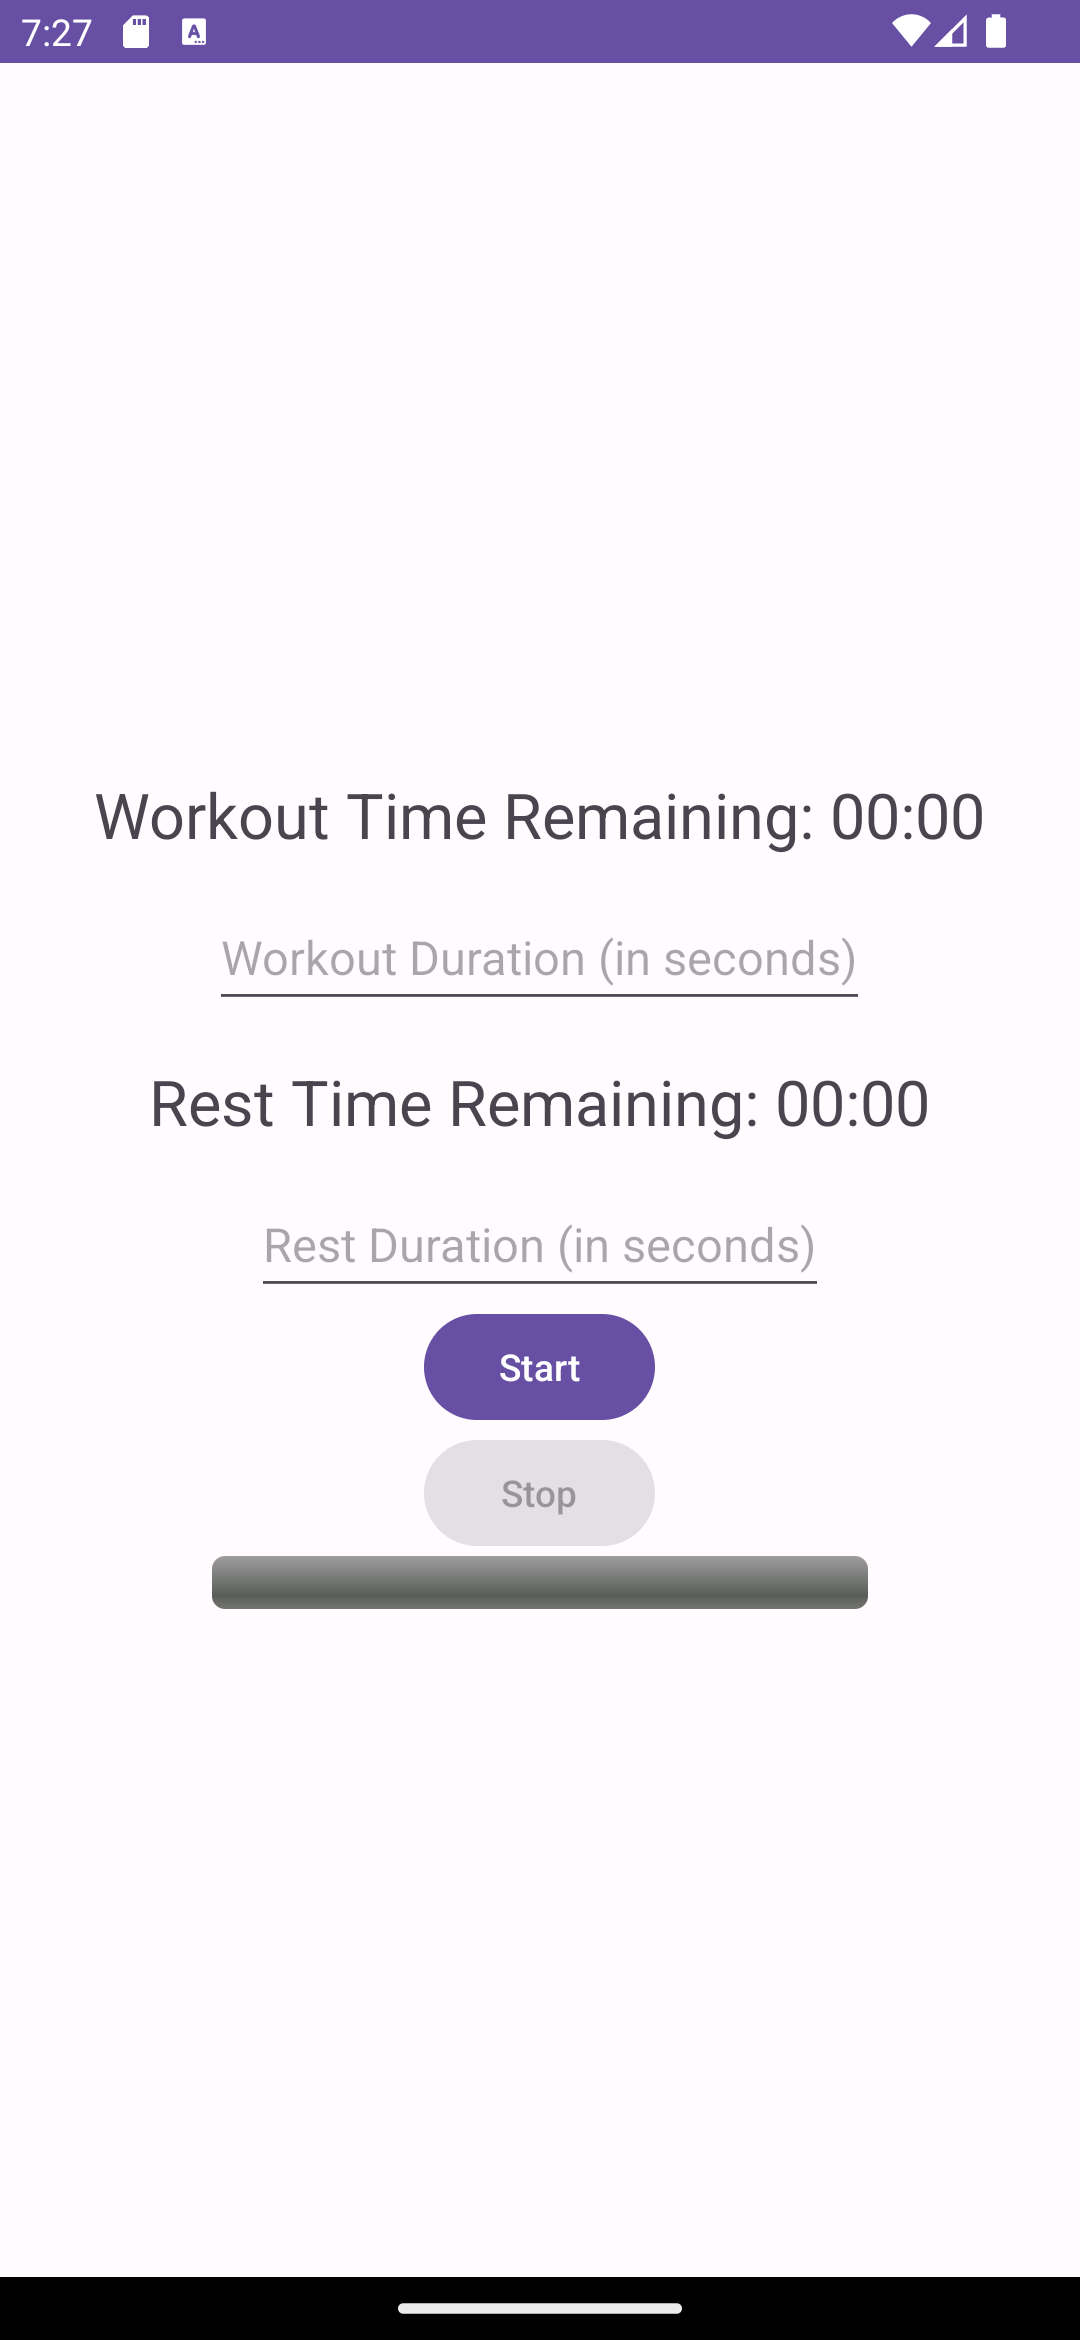 7:27
Workout Time Remaining: 00:00
Workout Duration (in seconds)
Rest Time Remaining: 00:00
Rest Duration (in seconds)
Start
Stop